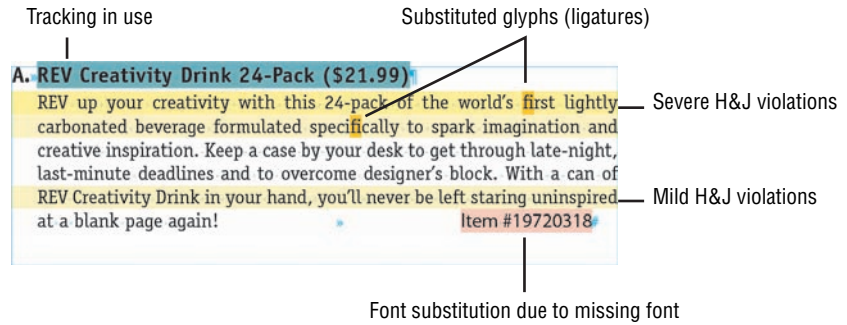 Tracking in use
Substituted glyphs (ligatures)
A. REV Creativity Drink 24-Pack ($21.99)
REV up your creativity with this 24-pack of the world's first lightly
carbonated beverage formulated specifically to spark imagination and
creative inspiration. Keep a case by your desk to get through late-night,
last-minute deadlines and to overcome designer's block. With a can of
REV Creativity Drink in your hand, you'll never be left staring uninspired
at a blank page again! Item #19720318
Severe H&J violations
Mild H&J violations
Font substitution due to missing font